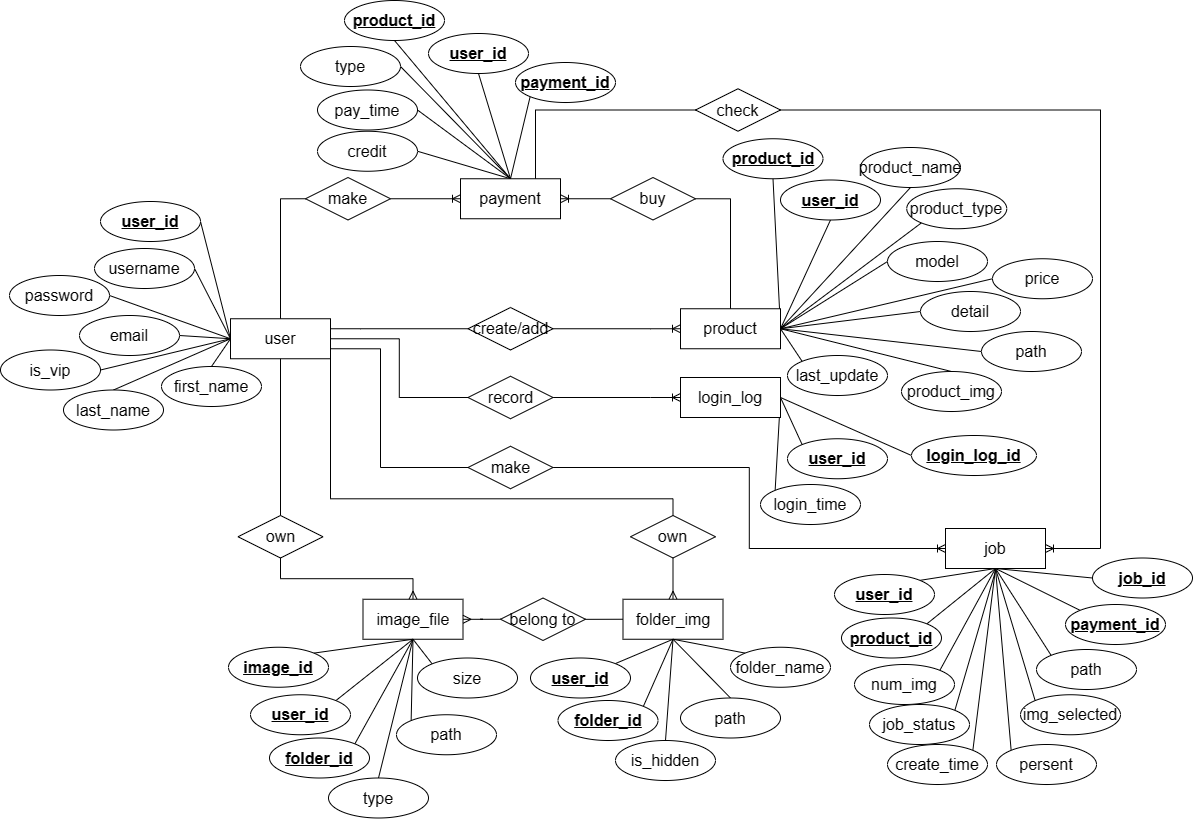 product_id
user_id
type
payment_id
pay_time
check
credit
product_id
product_name
make
payment
buy
user_id
product_type
user_id
username
model
price
password
detail
email
user
create/add
product
path
is_vip
first_name
last_update
product_img
last_name
record
login_log
user_id
login_log_id
make
login_time
own
own
job
user_id
job_id
image_file
belong to
folder_img
product_id
payment_id
image_id
size
user_id
folder_name
path
num_img
user_id
folder_id
path
job_status
img_selected
path
folder_id
is_hidden
create_time
persent
type